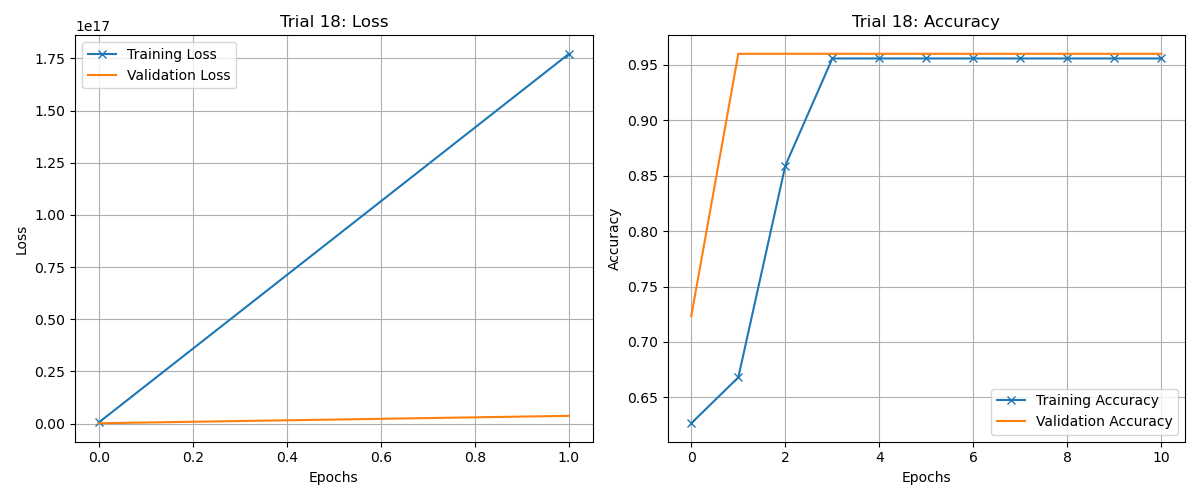 Trial 18: Loss
1e17
Training Loss
Validation Loss
1.75
1.50
1.25
1.00
0.75
0.50
0.25
0.00
Loss
0.0 0.2 0.4 0.6 0.8 1.0
Epochs
Trial 18: Accuracy
0.95
0.90
0.85
0.80
0.75
0.70
0.65
Accuracy
Training Accuracy
Validation Accuracy
0 2 4 6 8 10
Epochs